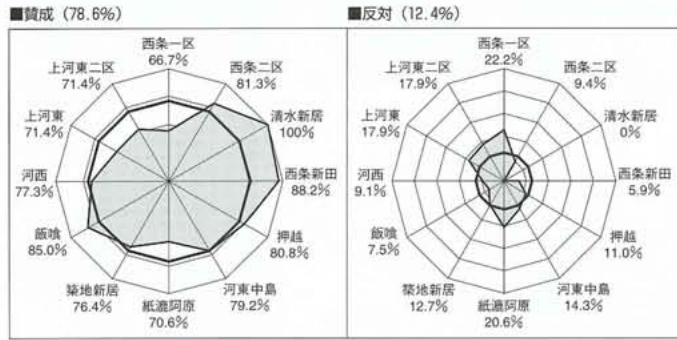 ■賛成（78.6%）
西条一区
66.7%
西条二区
81.3%
清水新居
100%
西条新田
88.2%
押越
80.8%
河東中島
79.2%
紙漉阿原
70.6%
築地新居
76.4%
飯喰
85.0%
河西
77.3%
上河東
71.4%
上河東二区
71.4%
■反対（12.4%）
西条一区
22.2%
西条二区
9.4%
清水新居
0%
西条新田
5.9%
押越
11.0%
河東中島
14.3%
紙漉阿原
20.6%
築地新居
12.7%
飯喰
7.5%
河西
9.1%
上河東
17.9%
上河東二区
17.9%